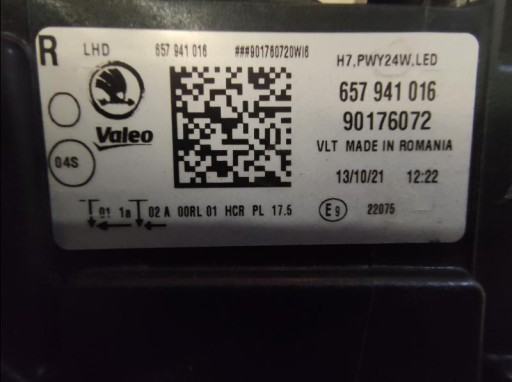 R LHD 657 941 016 ###901760720WI6
H7,PWY24W,LED
657 941 016
90176072
Valeo
VLT MADE IN ROMANIA
04S
13/10/21 12:22
01 1a 02 A 00RL 01 HCR PL 17.5 E9 22075